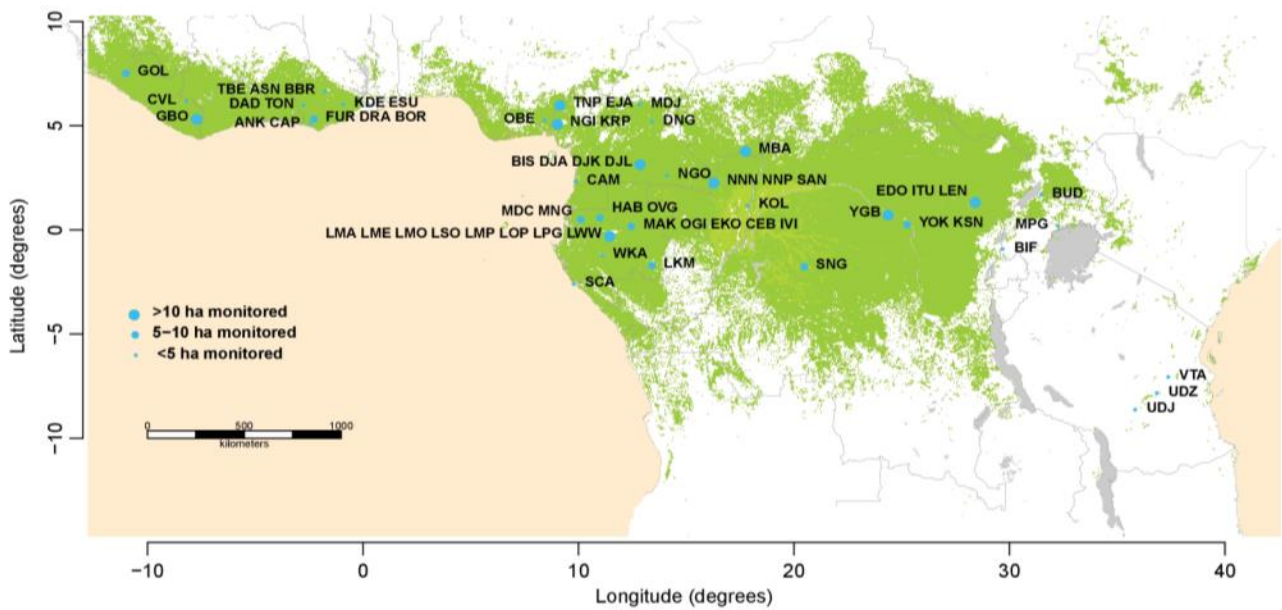 10
5
0
−5
−10
Latitude (degrees)
GOL
CVL
GBO
TBE ASN BBR
DAD TON
KDE ESU
ANK CAP
FUR DRA BOR
OBE
TNP EJA
MDJ
NGI KRP
DNG
MBA
BIS DJA DJK DJL
NGO
NNN NNP SAN
CAM
KOL
EDO ITU LEN
BUD
MDC MNG
HAB OVG
YGB
YOK KSN
MPG
MAK OGI EKO CEB IVI
LMA LME LMO LSO LMP LOP LPG LWW
BIF
WKA
LKM
SNG
SCA
VTA
UDZ
UDJ
>10 ha monitored
5−10 ha monitored
<5 ha monitored
0 500 1000
kilometers
−10 0 10 20 30 40
Longitude (degrees)